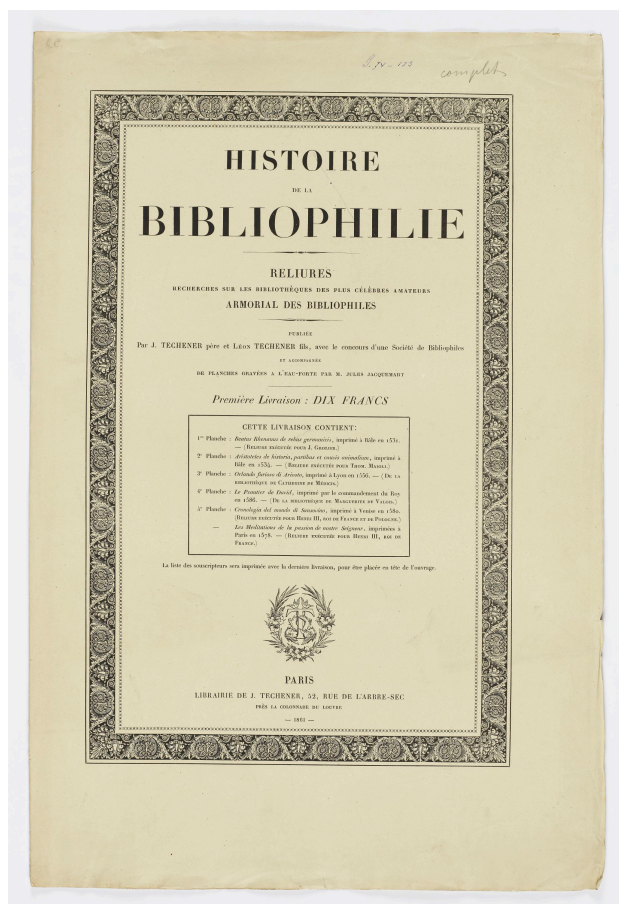 complet
HISTOIRE
DE LA
BIBLIOPHILIE
RELIURES
RECHERCHES SUR LES BIBLIOTHÈQUES DES PLUS CÉLÈBRES AMATEURS
ARMORIAL DES BIBLIOPHILES
PUBLIÉE
Par J. TECHENER père et LÉON TECHENER fils, avec le concours d'une Société de Bibliophiles
ET ACCOMPAGNÉE
DE PLANCHES GRAVÉES A L'EAU-FORTE PAR M. JULES JACQUEMART
Première Livraison : DIX FRANCS
CETTE LIVRAISON CONTIENT:
1re Planche : Beatus Rhenanus de rebus germanicis, imprimé à Bâle en 1531.
— (RELIURE EXÉCUTÉE POUR J. GROLIER.)
2e Planche : Aristoteles de historia, partibus et causis animalium, imprimé à
Bâle en 1534. — (RELIURE EXÉCUTÉE POUR THOM. MAIOLI.)
3e Planche : Orlando furioso di Ariosto, imprimé à Lyon en 1556. — (DE LA
BIBLIOTHÈQUE DE CATHERINE DE MÉDICIS.)
4e Planche : Le Psautier de David, imprimé par le commandement du Roy
en 1586. — (DE LA BIBLIOTHÈQUE DE MARGUERITE DE VALOIS.)
5e Planche : Cronologia del mondo di Sansovino, imprimé à Venise en 1580.
(RELIURE EXÉCUTÉE POUR HENRI III, ROI DE FRANCE ET DE POLOGNE.)
— Les Méditations de la passion de nostre Seigneur, imprimées à
Paris en 1578. — (RELIURE EXÉCUTÉE POUR HENRI III, ROI DE
FRANCE.)
La liste des souscripteurs sera imprimée avec la dernière livraison, pour être placée en tête de l'ouvrage.
PARIS
LIBRAIRIE DE J. TECHENER, 52, RUE DE L'ARBRE-SEC
PRÈS LA COLONNADE DU LOUVRE
— 1861 —